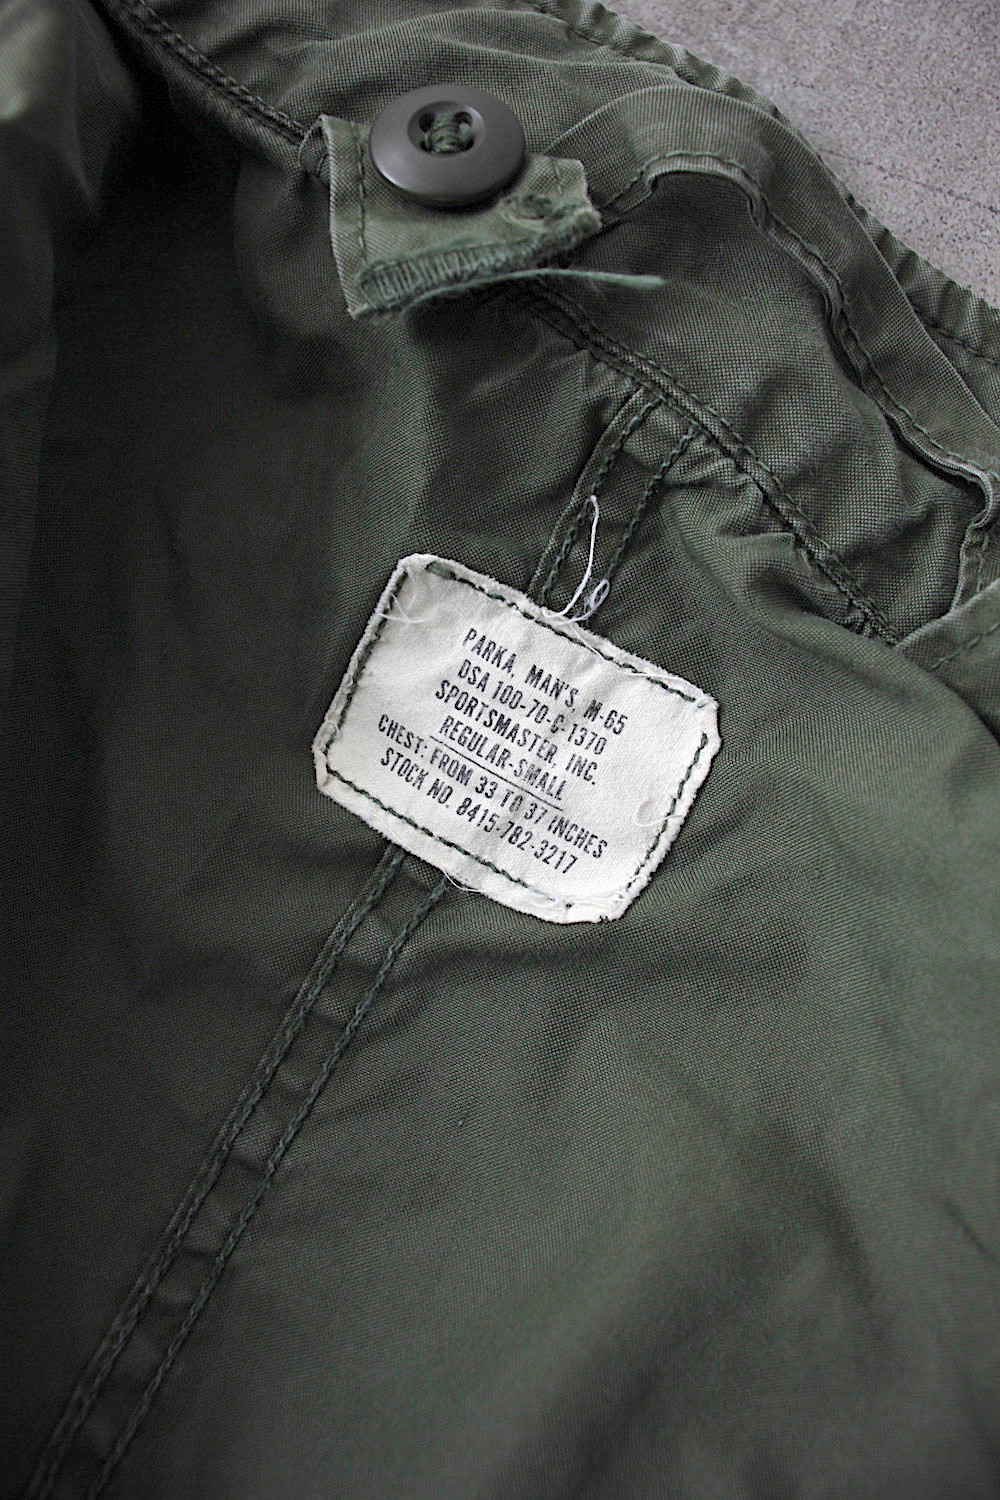 PARKA, MAN'S, M-65
DSA 100-70-C-1370
SPORTSMASTER, INC.
REGULAR-SMALL
CHEST: FROM 33 TO 37 INCHES
STOCK NO. 8415-782-3217